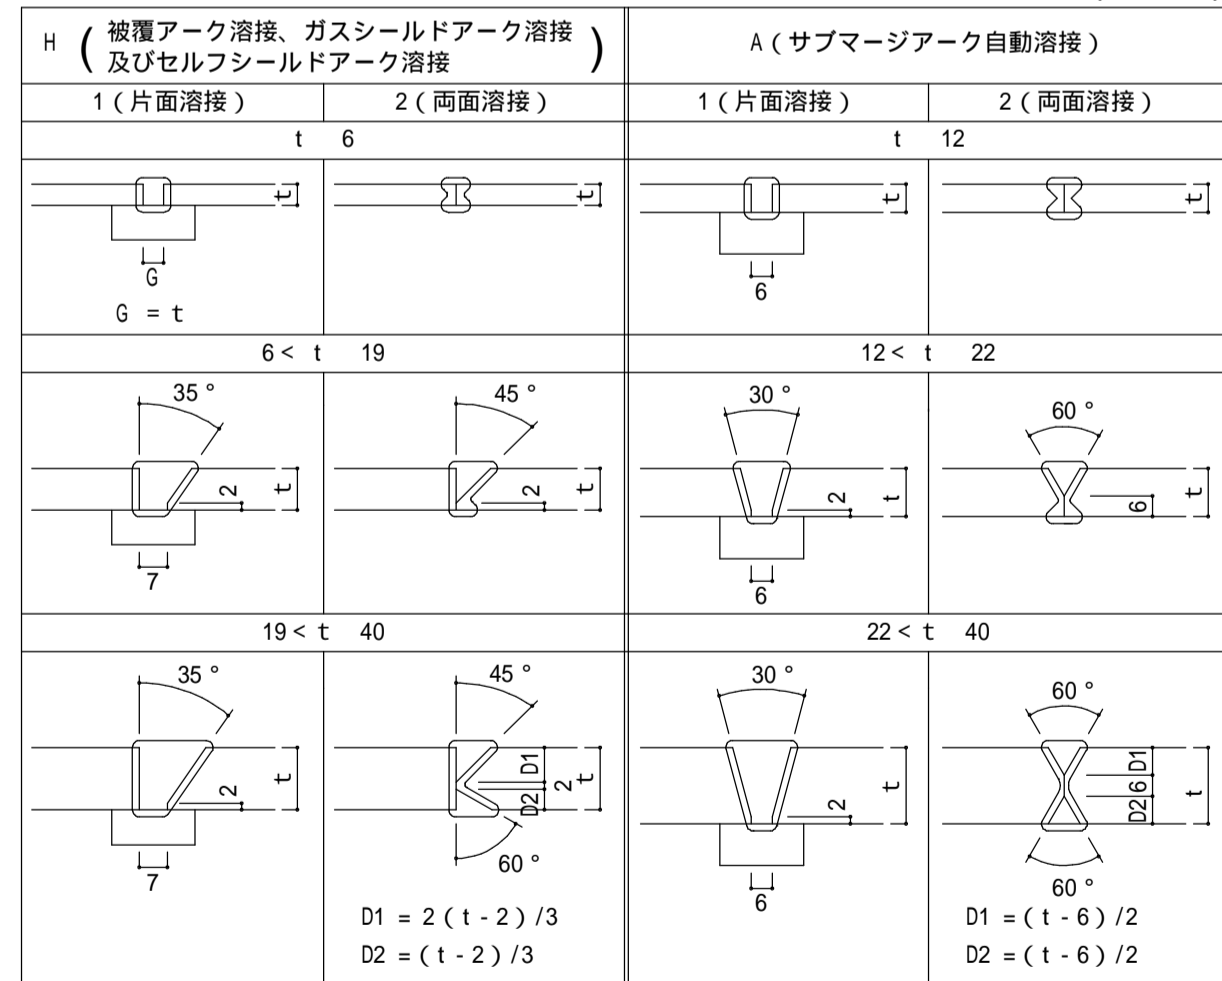 H ( 被覆アーク溶接、ガスシールドアーク溶接
及びセルフシールドアーク溶接 )
A(サブマージアーク自動溶接)
1(片面溶接)
2(両面溶接)
1(片面溶接)
2(両面溶接)
t 6
t 12
t
G
G = t
t
t
6
t
6< t 19
12< t 22
35°
2
t
7
45°
2
t
30°
2
t
6
60°
6
t
19< t 40
22< t 40
35°
2
t
7
45°
D1
2
D2
t
60°
D1 = 2(t-2)/3
D2 =(t-2)/3
30°
2
t
6
60°
D1
6
D2
t
60°
D1 =(t-6)/2
D2 =(t-6)/2